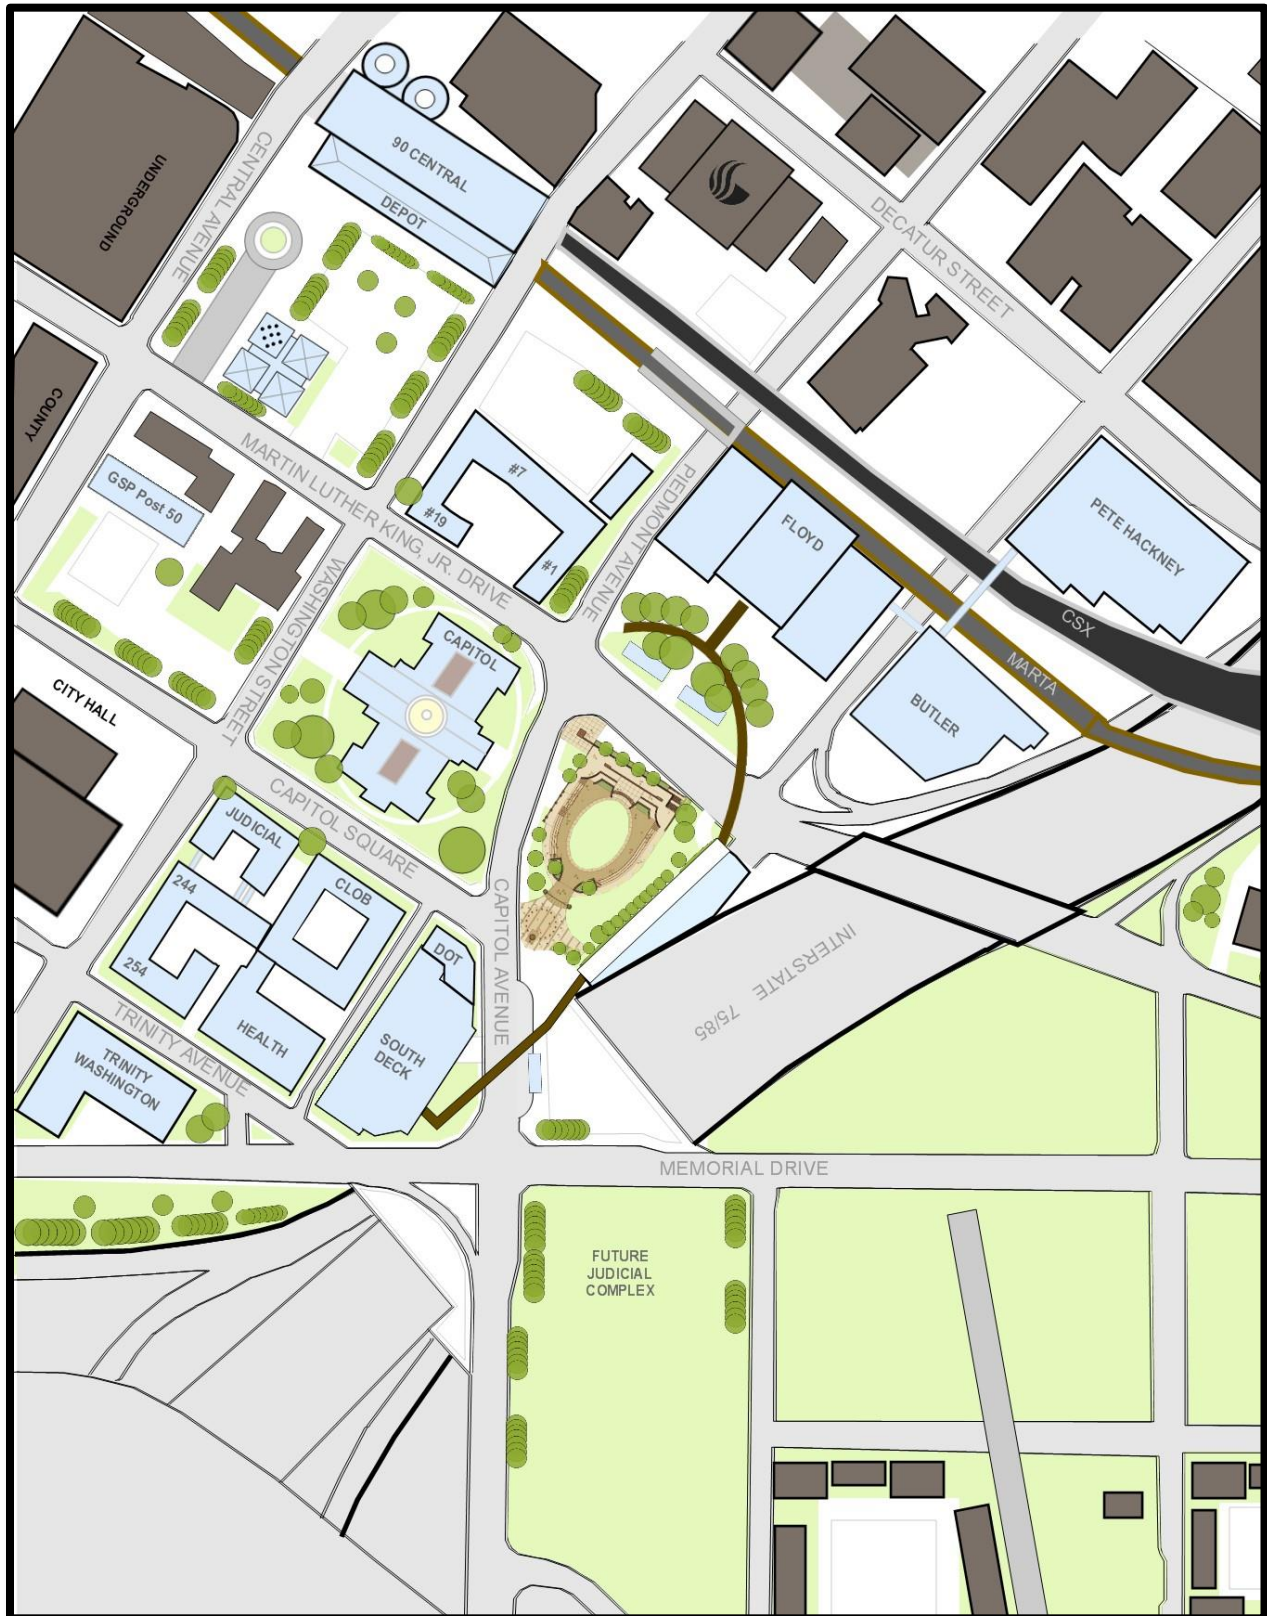 UNDERGROUND
CENTRAL AVENUE
90 CENTRAL
DEPOT
DECATUR STREET
COUNTY
MARTIN LUTHER KING, JR. DRIVE
#7
#19
#1
PIEDMONT AVENUE
FLOYD
PETE HACKNEY
GSP Post 50
WASHINGTON STREET
CAPITOL
CSX
MARTA
BUTLER
CITY HALL
CAPITOL SQUARE
JUDICIAL
CLOB
244
254
CAPITOL AVENUE
DOT
INTERSTATE 75/85
TRINITY AVENUE
HEALTH
SOUTH
DECK
TRINITY
WASHINGTON
MEMORIAL DRIVE
FUTURE
JUDICIAL
COMPLEX